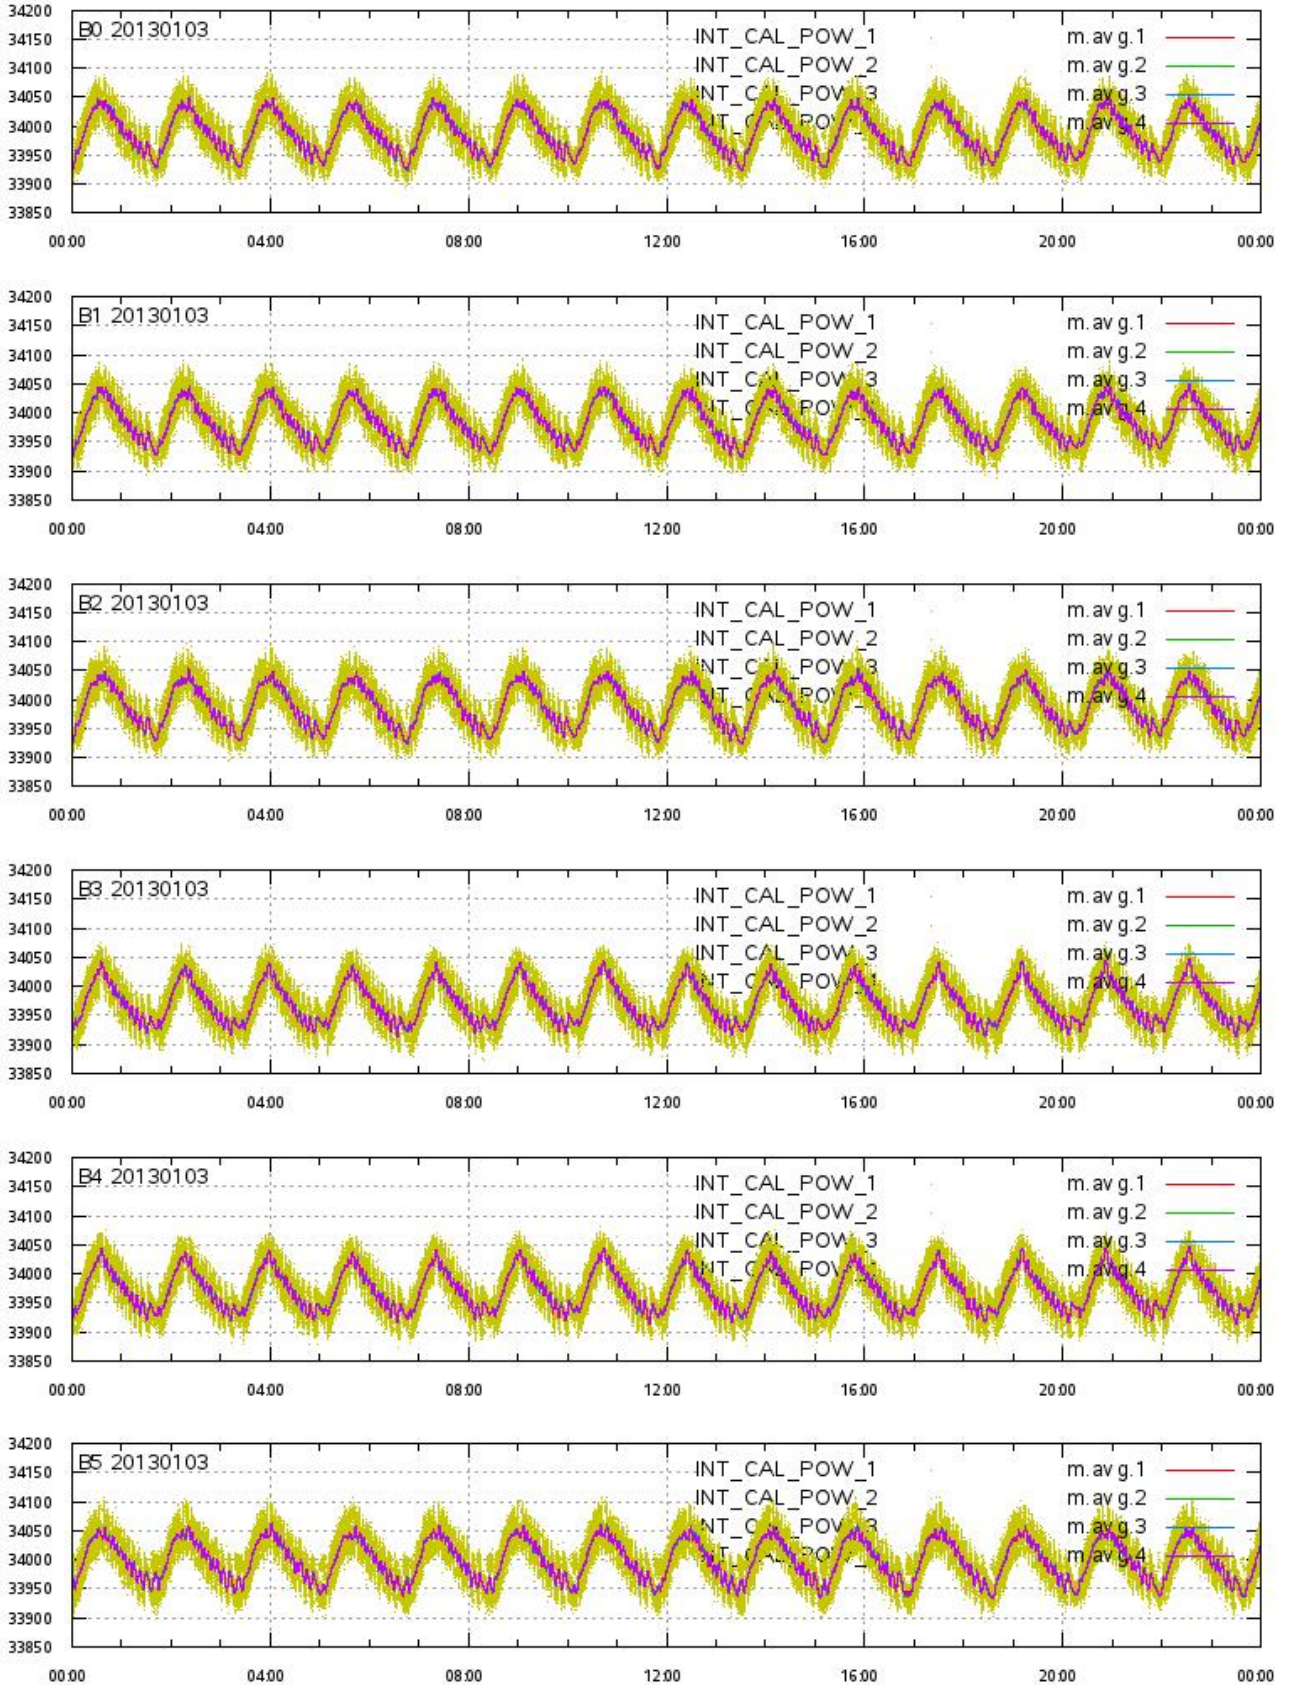 34200
B0 20130103
34150 INT_CAL_POW_1 m.avg.1
34100 INT_CAL_POW_2 m.avg.2
34050 INT_CAL_POW_3 m.avg.3
34000 m.avg.4
33950
33900
33850
00:00 04:00 08:00 12:00 16:00 20:00 00:00
34200
B1 20130103
34150 INT_CAL_POW_1 m.avg.1
34100 INT_CAL_POW_2 m.avg.2
34050 INT_CAL_POW_3 m.avg.3
34000 m.avg.4
33950
33900
33850
00:00 04:00 08:00 12:00 16:00 20:00 00:00
34200
B2 20130103
34150 INT_CAL_POW_1 m.avg.1
34100 INT_CAL_POW_2 m.avg.2
34050 INT_CAL_POW_3 m.avg.3
34000 m.avg.4
33950
33900
33850
00:00 04:00 08:00 12:00 16:00 20:00 00:00
34200
B3 20130103
34150 INT_CAL_POW_1 m.avg.1
34100 INT_CAL_POW_2 m.avg.2
34050 INT_CAL_POW_3 m.avg.3
34000 m.avg.4
33950
33900
33850
00:00 04:00 08:00 12:00 16:00 20:00 00:00
34200
B4 20130103
34150 INT_CAL_POW_1 m.avg.1
34100 INT_CAL_POW_2 m.avg.2
34050 INT_CAL_POW_3 m.avg.3
34000 m.avg.4
33950
33900
33850
00:00 04:00 08:00 12:00 16:00 20:00 00:00
34200
B5 20130103
34150 INT_CAL_POW_1 m.avg.1
34100 INT_CAL_POW_2 m.avg.2
34050 INT_CAL_POW_3 m.avg.3
34000 m.avg.4
33950
33900
33850
00:00 04:00 08:00 12:00 16:00 20:00 00:00